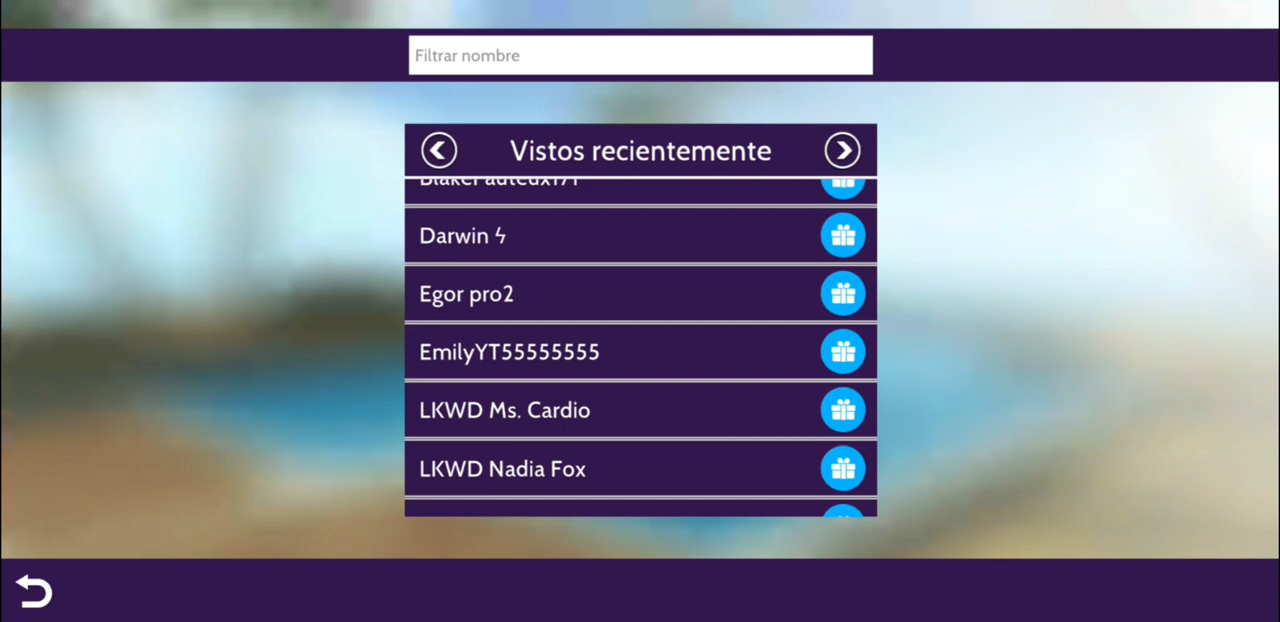 Filtrar nombre
Vistos recientemente
Darwin ϟ
Egor pro2
EmilyYT55555555
LKWD Ms. Cardio
LKWD Nadia Fox